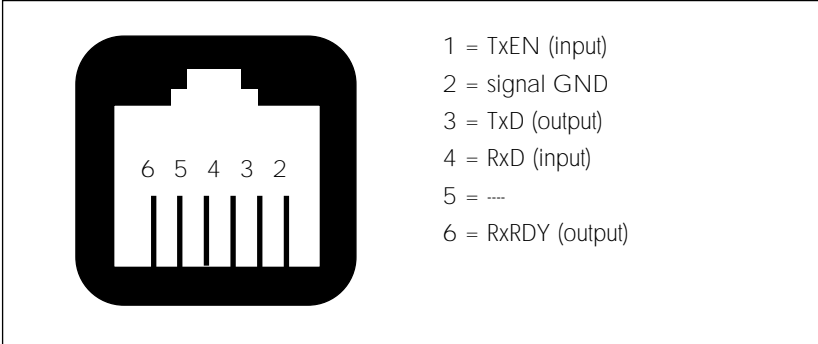 1 = TxEN (input)
2 = signal GND
3 = TxD (output)
4 = RxD (input)
5 = ----
6 = RxRDY (output)
6 5 4 3 2